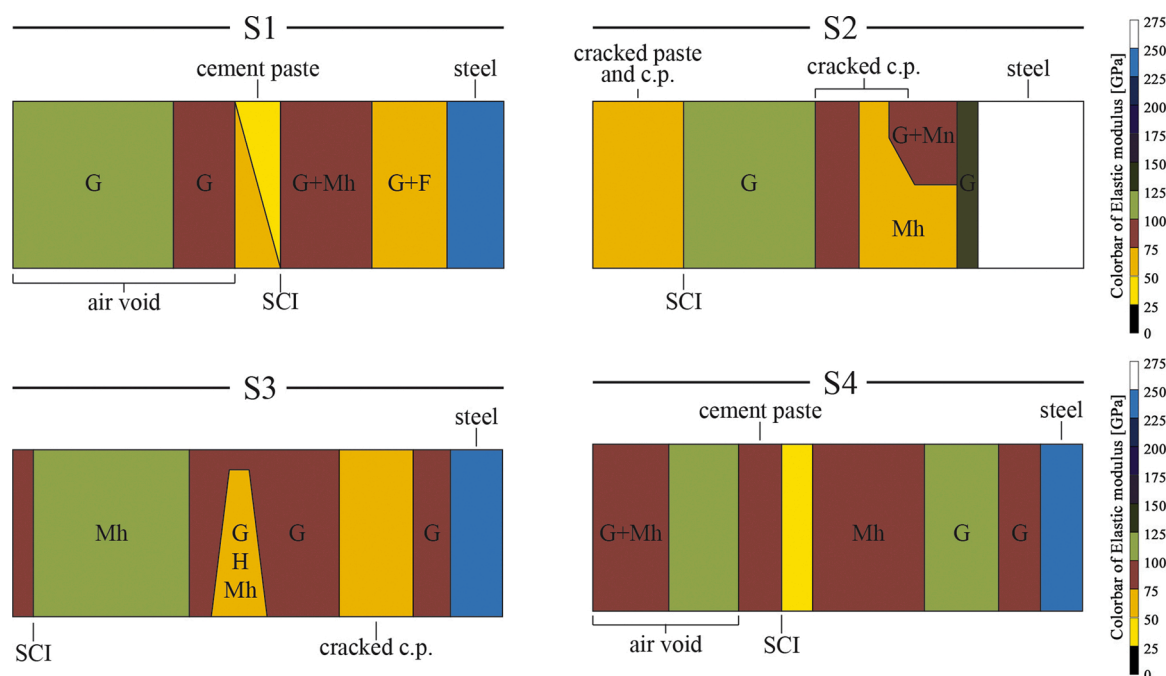 S1
cement paste
steel
G
G
G+Mh
G+F
air void
SCI
S2
cracked paste
and c.p.
cracked c.p.
steel
G
G+Mn
Mh
G
SCI
Colorbar of Elastic modulus [GPa]
275
250
225
200
175
150
125
100
75
50
25
0
S3
steel
Mh
G
H
Mh
G
G
SCI
cracked c.p.
S4
cement paste
steel
G+Mh
Mh
G
G
air void
SCI
Colorbar of Elastic modulus [GPa]
275
250
225
200
175
150
125
100
75
50
25
0